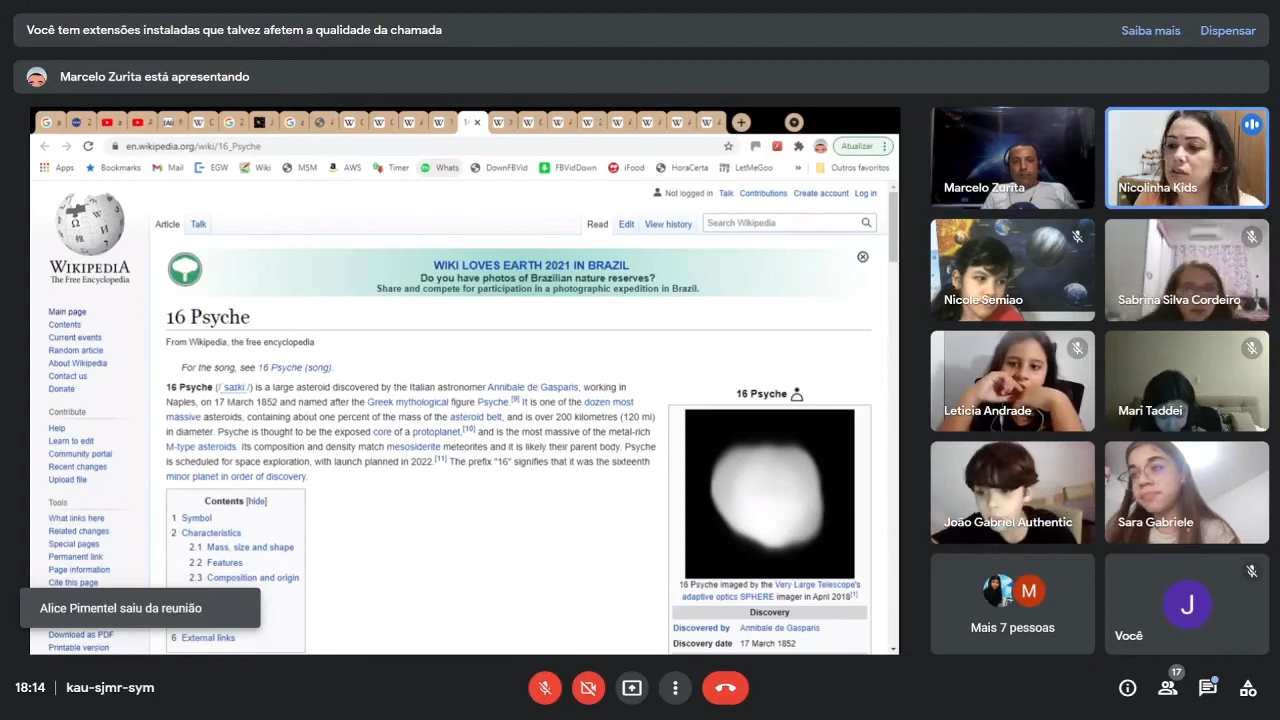 Você tem extensões instaladas que talvez afetem a qualidade da chamada
Saiba mais
Dispensar
Marcelo Zurita está apresentando
en.wikipedia.org/wiki/16_Psyche
Atualizar
Apps
Bookmarks
Mail
EGW
Wiki
MSM
AWS
Timer
Whats
DownFBVid
FBVidDown
iFood
HoraCerta
LetMeGoo
»
Outros favoritos
WIKIPEDIA
The Free Encyclopedia
Not logged in
Talk
Contributions
Create account
Log in
Article
Talk
Read
Edit
View history
Search Wikipedia
WIKI LOVES EARTH 2021 IN BRAZIL
Do you have photos of Brazilian nature reserves?
Share and compete for participation in a photographic expedition in Brazil.
Main page
Contents
Current events
Random article
About Wikipedia
Contact us
Donate
Contribute
Help
Learn to edit
Community portal
Recent changes
Upload file
Tools
What links here
Related changes
Special pages
Permanent link
Page information
Cite this page
Download as PDF
Printable version
16 Psyche
From Wikipedia, the free encyclopedia
For the song, see 16 Psyche (song).
16 Psyche (/ˈsaɪkiː/) is a large asteroid discovered by the Italian astronomer Annibale de Gasparis, working in
Naples, on 17 March 1852 and named after the Greek mythological figure Psyche.[9] It is one of the dozen most
massive asteroids, containing about one percent of the mass of the asteroid belt, and is over 200 kilometres (120 mi)
in diameter. Psyche is thought to be the exposed core of a protoplanet,[10] and is the most massive of the metal-rich
M-type asteroids. Its composition and density match mesosiderite meteorites and it is likely their parent body. Psyche
is scheduled for space exploration, with launch planned in 2022.[11] The prefix "16" signifies that it was the sixteenth
minor planet in order of discovery.
Contents [hide]
1 Symbol
2 Characteristics
2.1 Mass, size and shape
2.2 Features
2.3 Composition and origin
6 External links
16 Psyche
16 Psyche imaged by the Very Large Telescope's
adaptive optics SPHERE imager in April 2018[1]
Discovery
Discovered by Annibale de Gasparis
Discovery date 17 March 1852
Alice Pimentel saiu da reunião
Marcelo Zurita
Nicolinha Kids
Nicole Semiao
Sabrina Silva Cordeiro
Leticia Andrade
Mari Taddei
João Gabriel Authentic
Sara Gabriele
M
Mais 7 pessoas
J
Você
18:14
kau-sjmr-sym
17